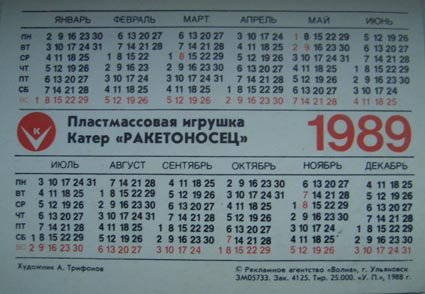 ЯНВАРЬ ФЕВРАЛЬ МАРТ АПРЕЛЬ МАЙ ИЮНЬ
ПН 2 9 16 23 30 6 13 20 27 6 13 20 27 3 10 17 24 1 8 15 22 29 5 12 19 26
ВТ 3 10 17 24 31 7 14 21 28 7 14 21 28 4 11 18 25 2 9 16 23 30 6 13 20 27
СР 4 11 18 25 1 8 15 22 1 8 15 22 29 5 12 19 26 3 10 17 24 31 7 14 21 28
ЧТ 5 12 19 26 2 9 16 23 2 9 16 23 30 6 13 20 27 4 11 18 25 1 8 15 22 29
ПТ 6 13 20 27 3 10 17 24 3 10 17 24 31 7 14 21 28 5 12 19 26 2 9 16 23 30
СБ 7 14 21 28 4 11 18 25 4 11 18 25 1 8 15 22 29 6 13 20 27 3 10 17 24
ВС 1 8 15 22 29 5 12 19 26 5 12 19 26 2 9 16 23 30 7 14 21 28 4 11 18 25
К
Пластмассовая игрушка
Катер «РАКЕТОНОСЕЦ»
1989
ИЮЛЬ АВГУСТ СЕНТЯБРЬ ОКТЯБРЬ НОЯБРЬ ДЕКАБРЬ
ПН 3 10 17 24 31 7 14 21 28 4 11 18 25 2 9 16 23 30 6 13 20 27 4 11 18 25
ВТ 4 11 18 25 1 8 15 22 29 5 12 19 26 3 10 17 24 31 7 14 21 28 5 12 19 26
СР 5 12 19 26 2 9 16 23 30 6 13 20 27 4 11 18 25 1 8 15 22 29 6 13 20 27
ЧТ 6 13 20 27 3 10 17 24 31 7 14 21 28 5 12 19 26 2 9 16 23 30 7 14 21 28
ПТ 7 14 21 28 4 11 18 25 1 8 15 22 29 6 13 20 27 3 10 17 24 1 8 15 22 29
СБ 1 8 15 22 29 5 12 19 26 2 9 16 23 30 7 14 21 28 4 11 18 25 2 9 16 23 30
ВС 2 9 16 23 30 6 13 20 27 3 10 17 24 1 8 15 22 29 5 12 19 26 3 10 17 24 31
Художник А. Трифонов
© Рекламное агентство «Волна», г. Ульяновск
ЗМ05733. Зак. 4125. Тир. 25.000. «У. П.», 1988 г.